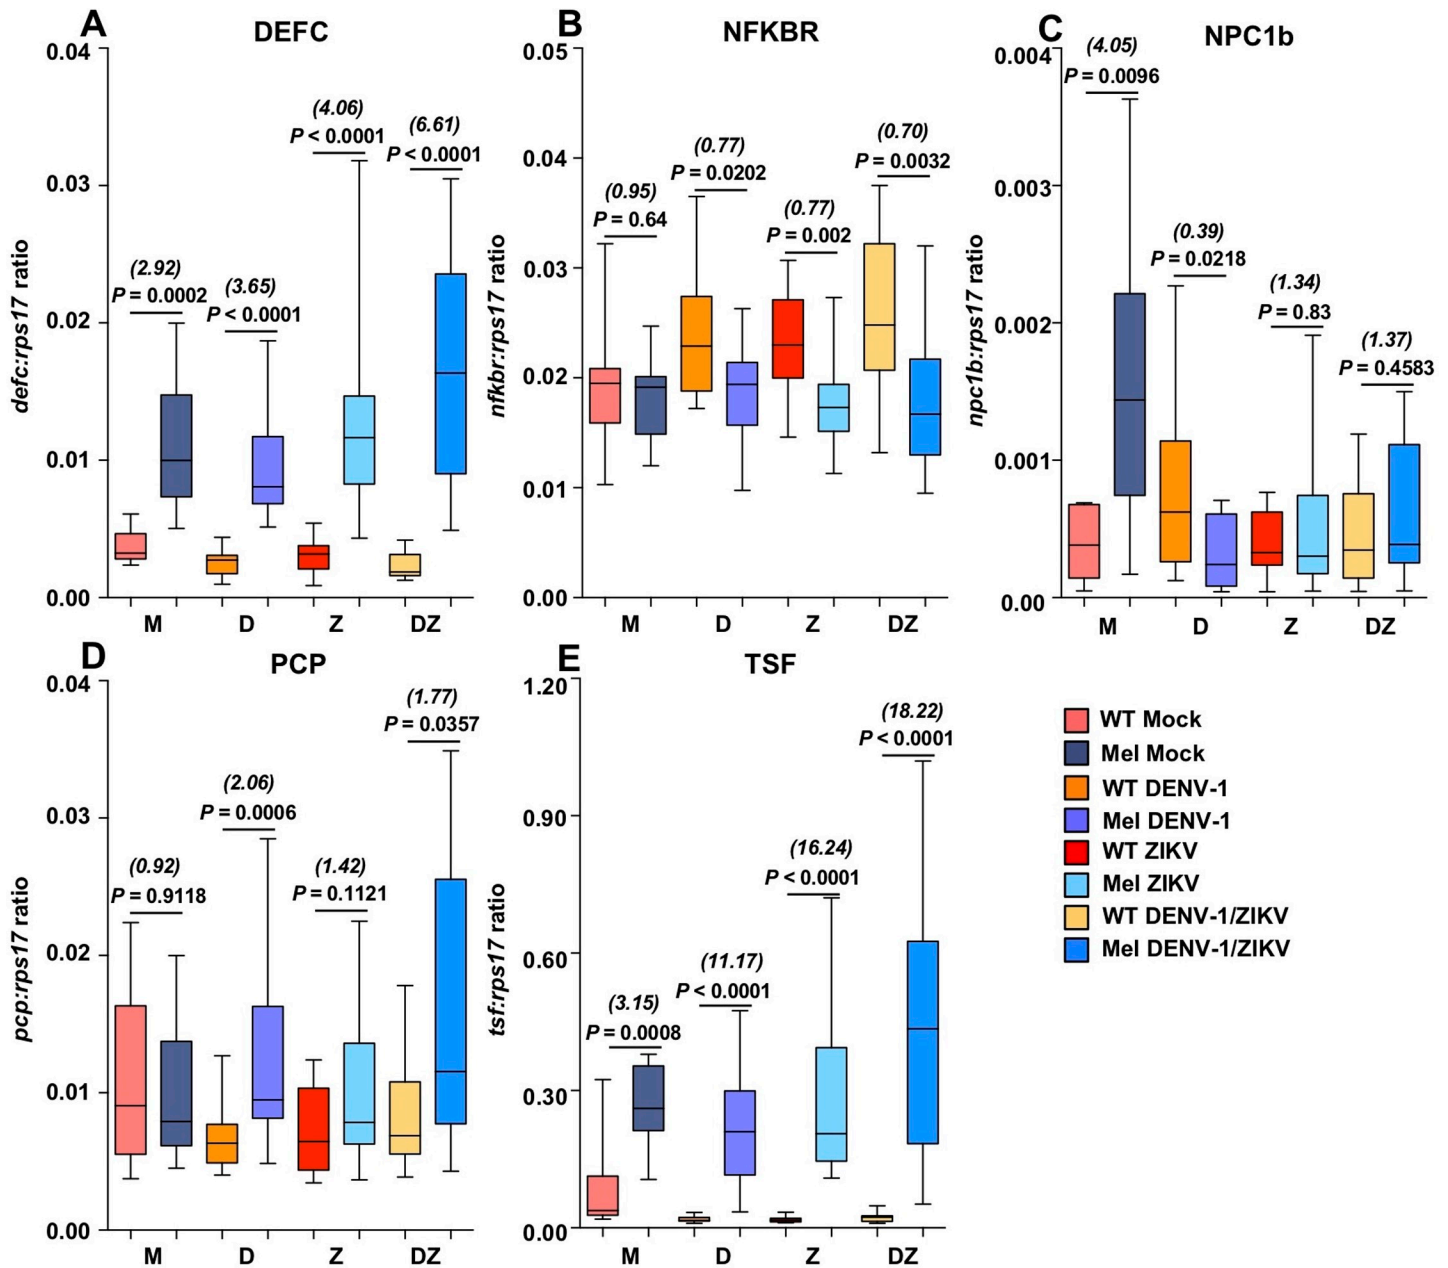 A
DEFC
0.04
0.03
0.02
0.01
0.00
defc:rps17 ratio
(2.92)
P = 0.0002
(3.65)
P < 0.0001
(4.06)
P < 0.0001
(6.61)
P < 0.0001
M
D
Z
DZ
B
NFKBR
0.05
0.04
0.03
0.02
0.01
0.00
nfkbr:rps17 ratio
(0.95)
P = 0.64
(0.77)
P = 0.0202
(0.77)
P = 0.002
(0.70)
P = 0.0032
M
D
Z
DZ
C
NPC1b
0.004
0.003
0.002
0.001
0.00
npc1b:rps17 ratio
(4.05)
P = 0.0096
(0.39)
P = 0.0218
(1.34)
P = 0.83
(1.37)
P = 0.4583
M
D
Z
DZ
D
PCP
0.04
0.03
0.02
0.01
0.00
pcp:rps17 ratio
(0.92)
P = 0.9118
(2.06)
P = 0.0006
(1.42)
P = 0.1121
(1.77)
P = 0.0357
M
D
Z
DZ
E
TSF
1.20
0.90
0.60
0.30
0.00
tsf:rps17 ratio
(3.15)
P = 0.0008
(11.17)
P < 0.0001
(16.24)
P < 0.0001
(18.22)
P < 0.0001
M
D
Z
DZ
WT Mock
Mel Mock
WT DENV-1
Mel DENV-1
WT ZIKV
Mel ZIKV
WT DENV-1/ZIKV
Mel DENV-1/ZIKV